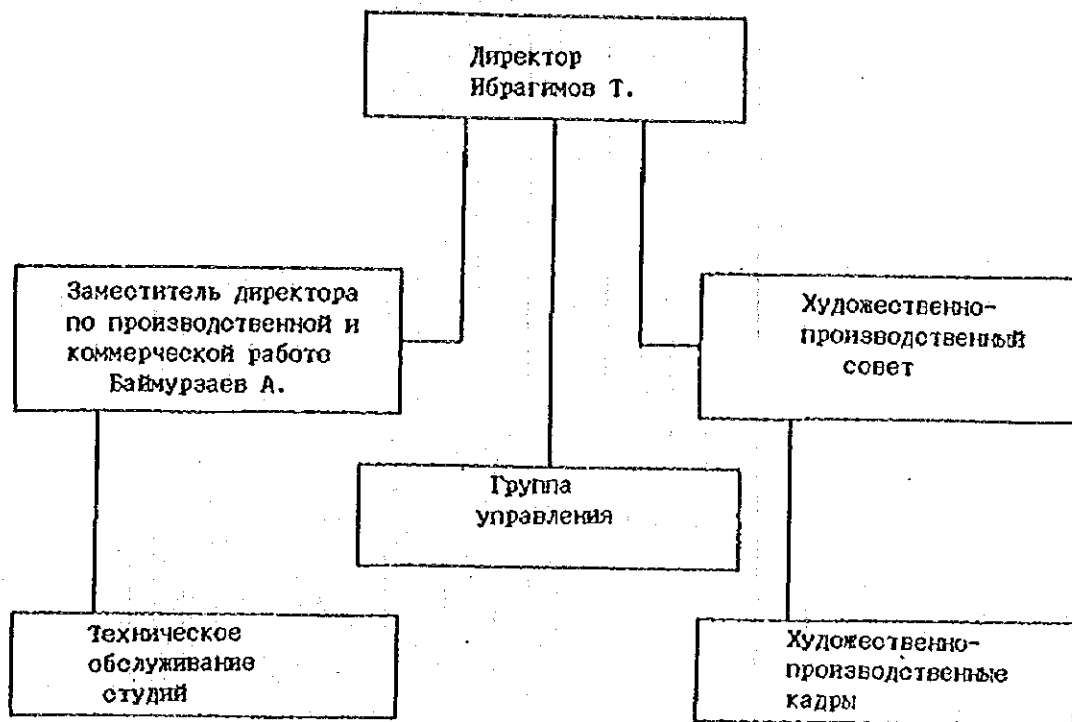 Директор
Ибрагимов Т.
Заместитель директора
по производственной и
коммерческой работо
Баймурзаев А.
Художественно-
производственный
совет
Группа
управления
Техническое
обслуживание
студий
Художественно-
производственные
кадры